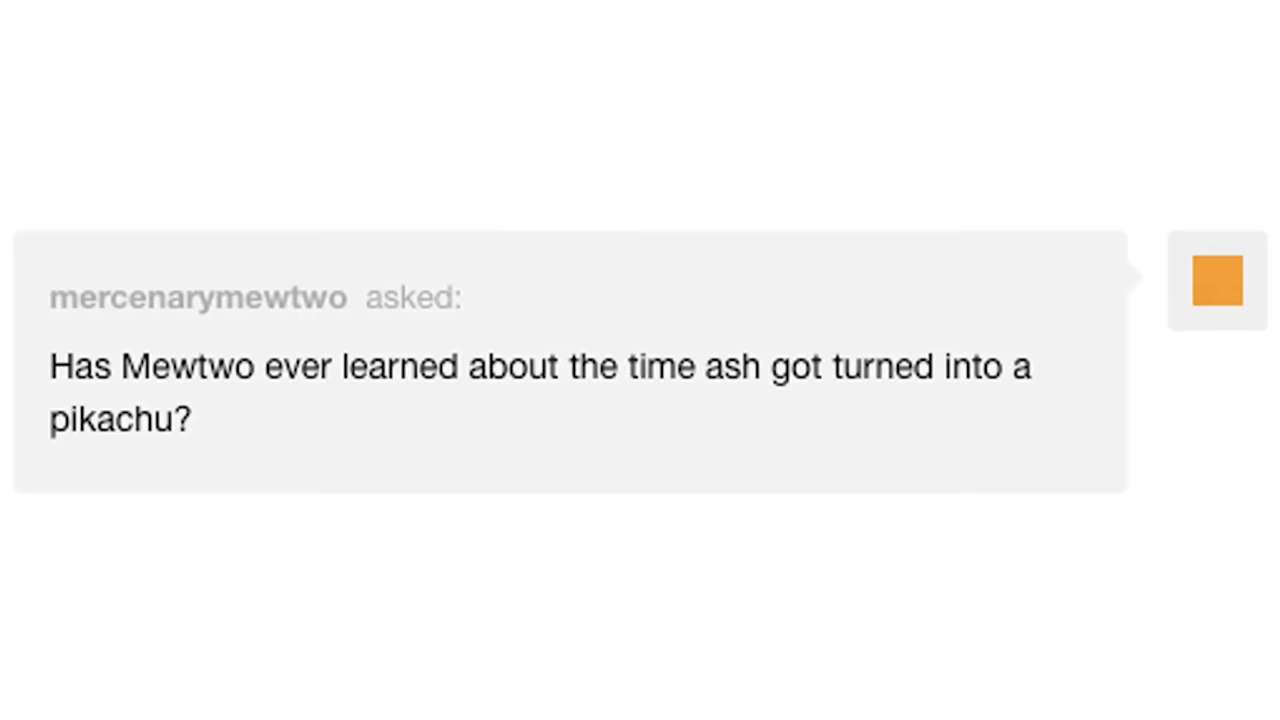 mercenarymewtwo asked:
Has Mewtwo ever learned about the time ash got turned into a
pikachu?